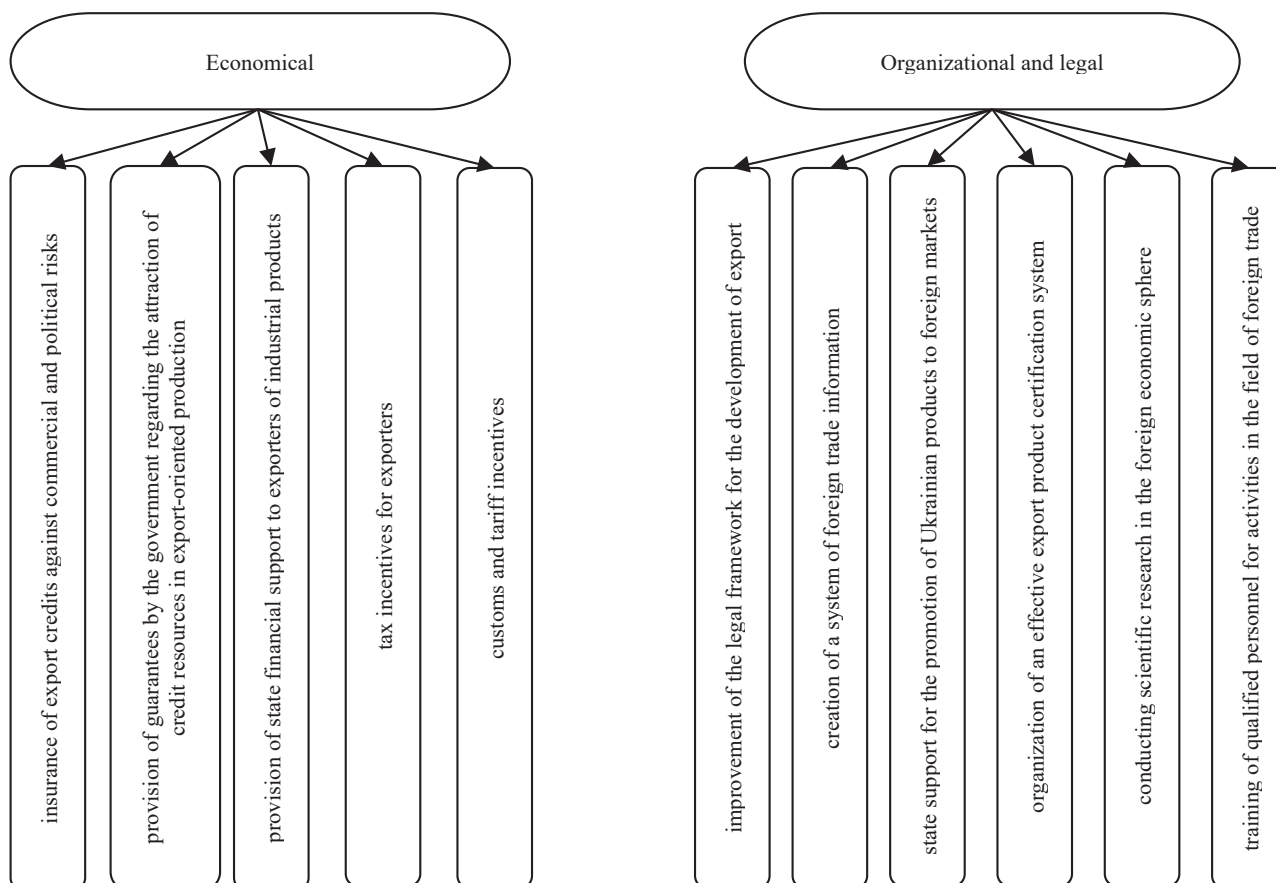 Economical
Organizational and legal
insurance of export credits against commercial and political risks
provision of guarantees by the government regarding the attraction of
credit resources in export-oriented production
provision of state financial support to exporters of industrial products
tax incentives for exporters
customs and tariff incentives
improvement of the legal framework for the development of export
creation of a system of foreign trade information
state support for the promotion of Ukrainian products to foreign markets
organization of an effective export product certification system
conducting scientific research in the foreign economic sphere
training of qualified personnel for activities in the field of foreign trade